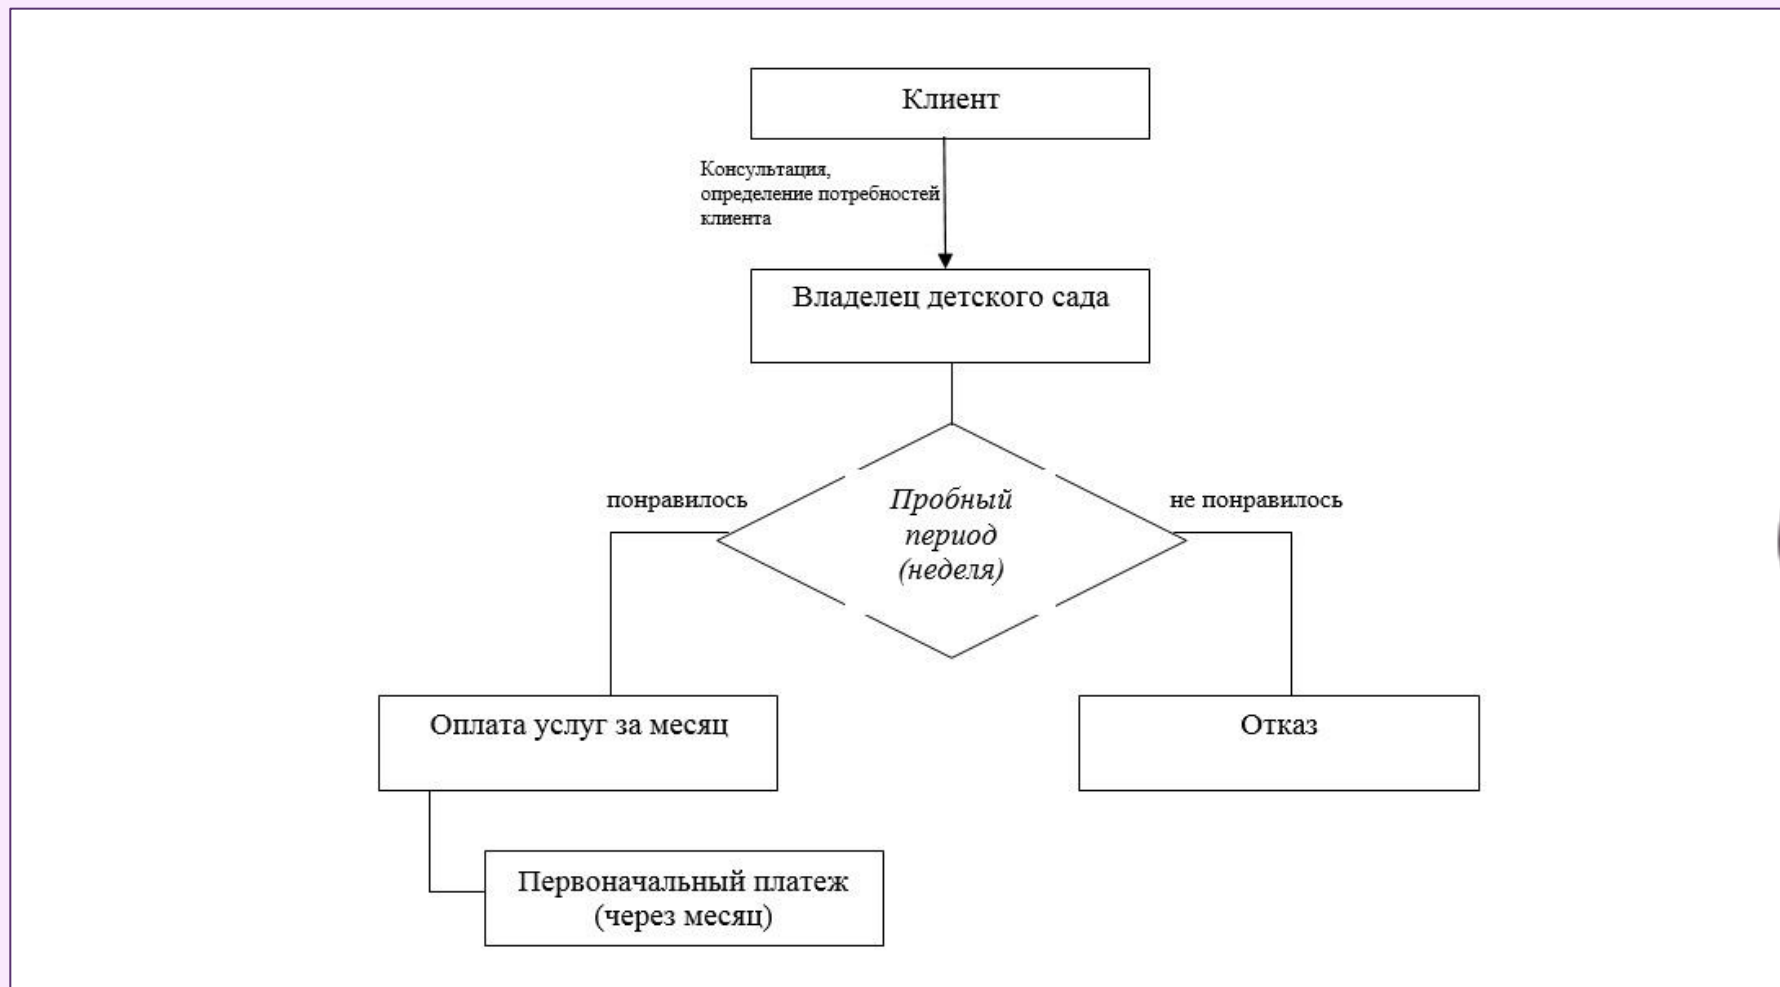 Клиент
Консультация,
определение потребностей
клиента
Владелец детского сада
понравилось
Пробный
период
(неделя)
не понравилось
Оплата услуг за месяц
Отказ
Первоначальный платеж
(через месяц)